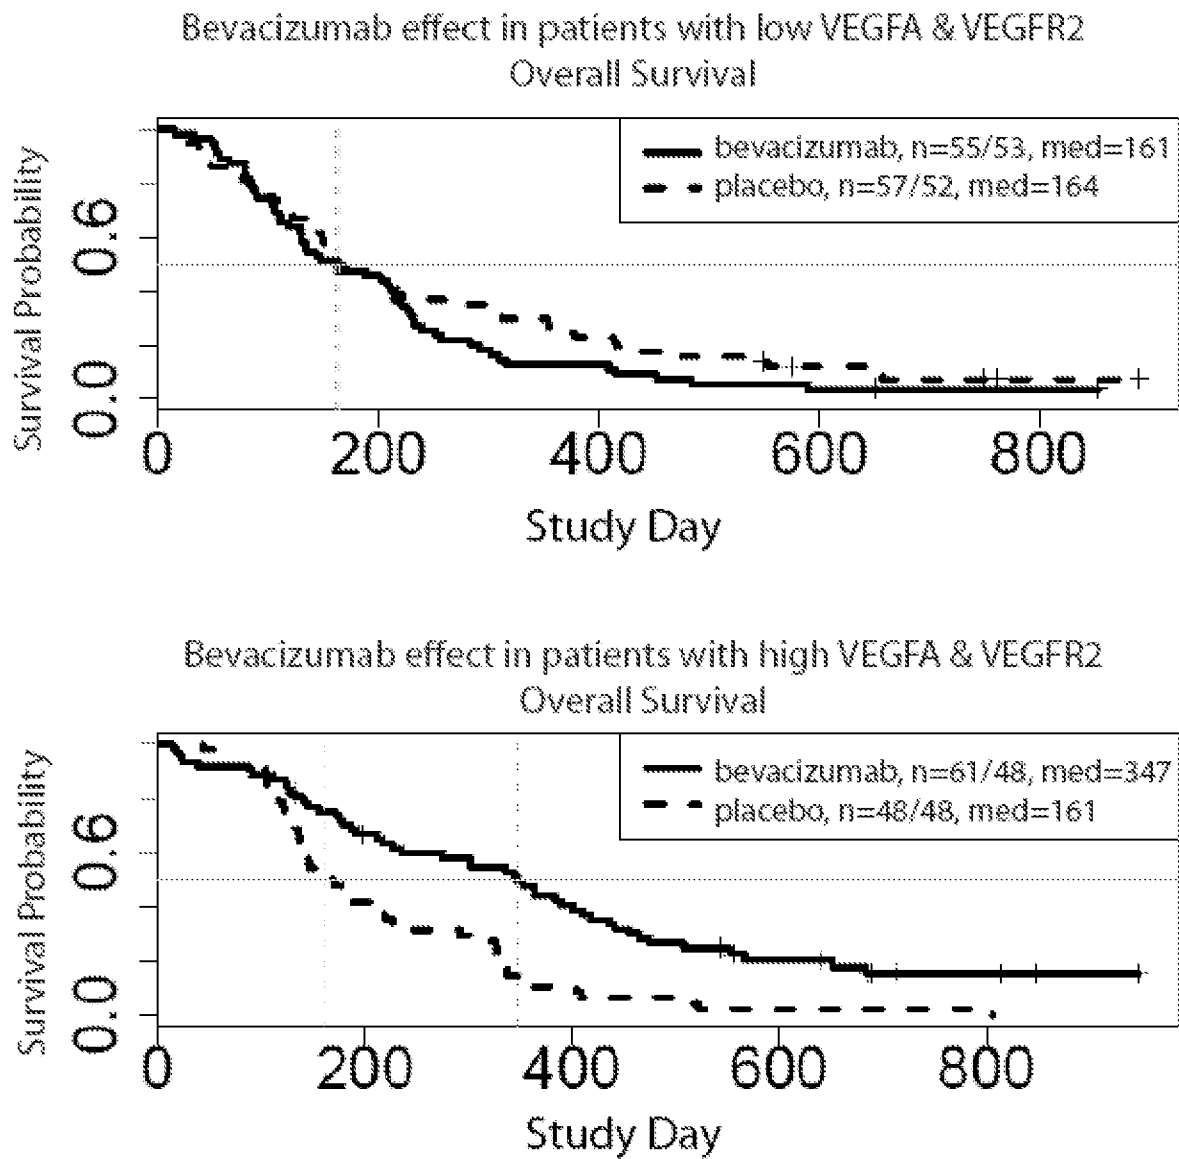 Bevacizumab effect in patients with low VEGFA & VEGFR2
Overall Survival
bevacizumab, n=55/53, med=161
placebo, n=57/52, med=164
Survival Probability
0.6
0.0
0 200 400 600 800
Study Day
Bevacizumab effect in patients with high VEGFA & VEGFR2
Overall Survival
bevacizumab, n=61/48, med=347
placebo, n=48/48, med=161
Survival Probability
0.6
0.0
0 200 400 600 800
Study Day